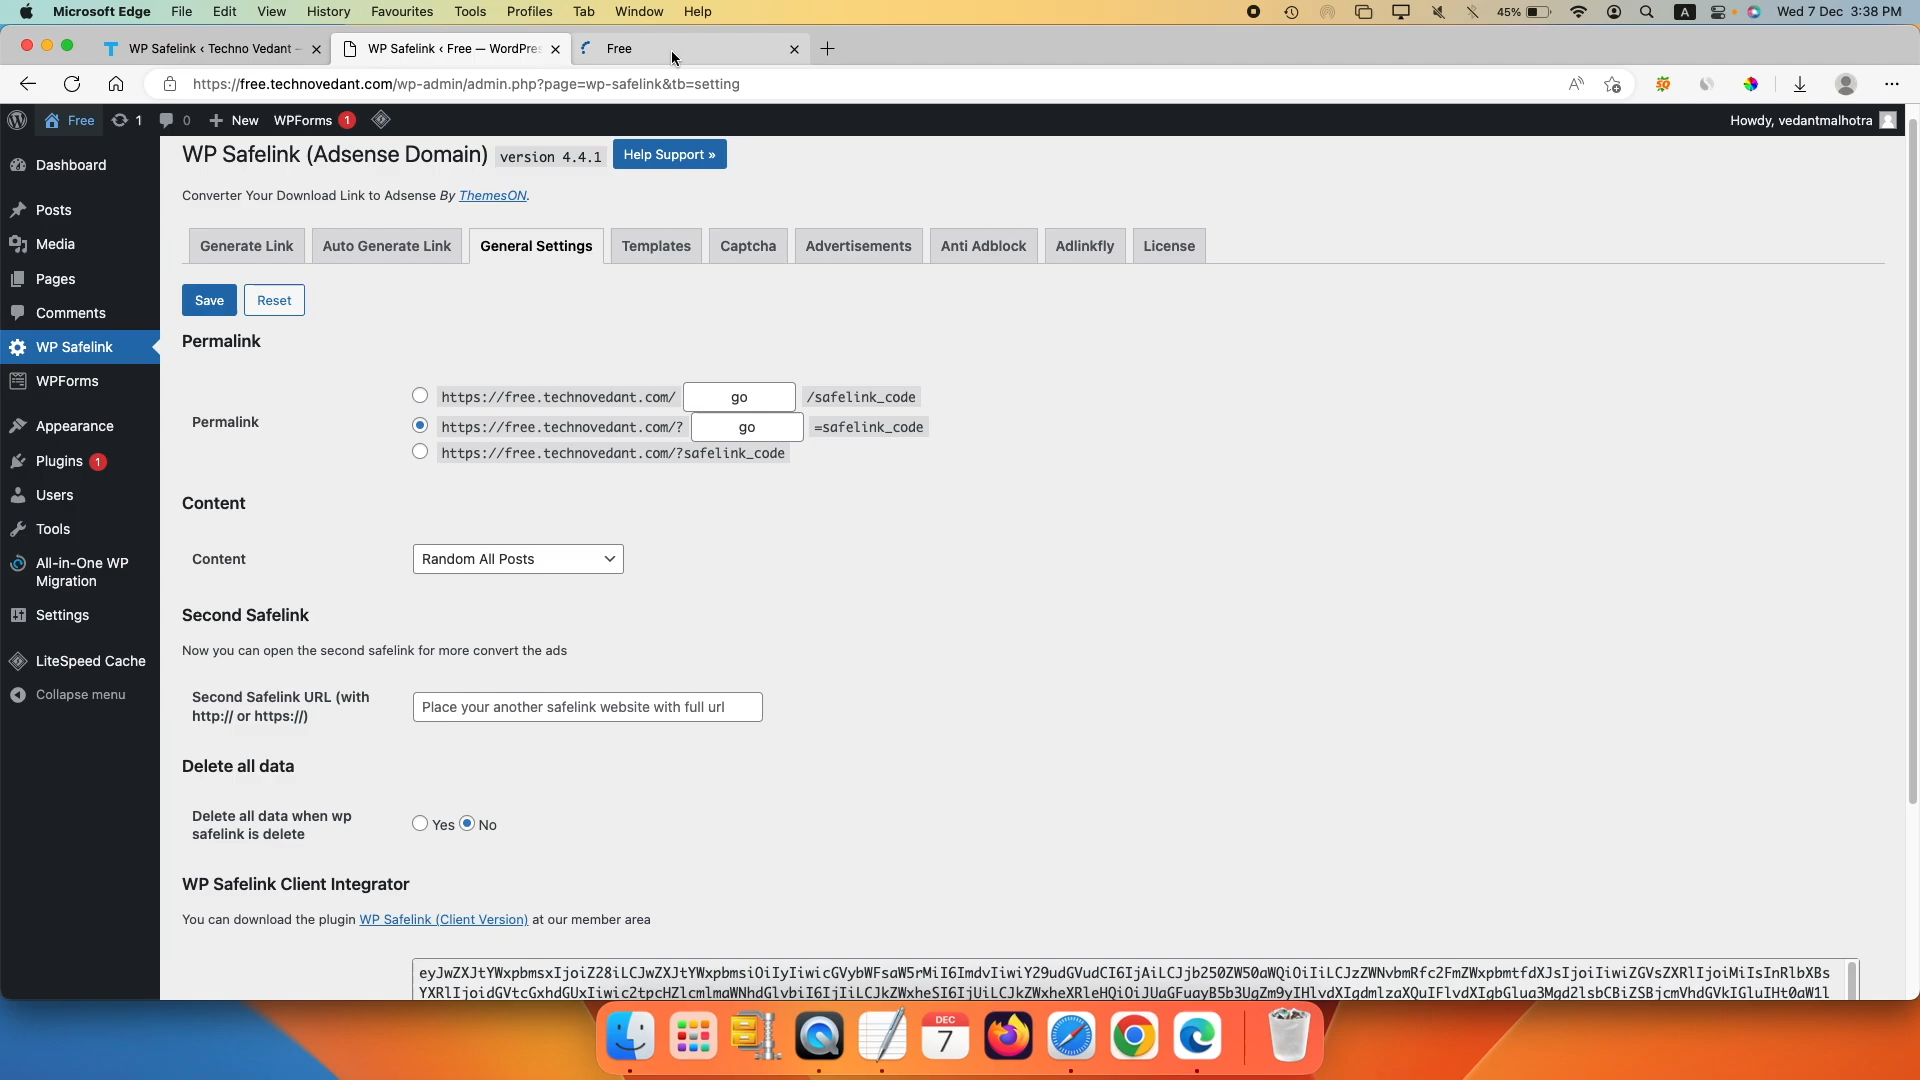 Microsoft Edge File Edit View History Favourites Tools Profiles Tab Window Help 45% A Wed 7 Dec 3:38 PM
WP Safelink ‹ Techno Vedant - WP Safelink ‹ Free — WordPres Free
https://free.technovedant.com/wp-admin/admin.php?page=wp-safelink&tb=setting
Free 1 0 New WPForms 1 Howdy, vedantmalhotra
Dashboard
Posts
Media
Pages
Comments
WP Safelink
WPForms
Appearance
Plugins 1
Users
Tools
All-in-One WP
Migration
Settings
LiteSpeed Cache
Collapse menu
WP Safelink (Adsense Domain) version 4.4.1 Help Support »
Converter Your Download Link to Adsense By ThemesON.
Generate Link Auto Generate Link General Settings Templates Captcha Advertisements Anti Adblock Adlinkfly License
Save Reset
Permalink
Permalink
https://free.technovedant.com/ go /safelink_code
https://free.technovedant.com/? go =safelink_code
https://free.technovedant.com/?safelink_code
Content
Content Random All Posts
Second Safelink
Now you can open the second safelink for more convert the ads
Second Safelink URL (with
http:// or https://)
Place your another safelink website with full url
Delete all data
Delete all data when wp
safelink is delete
Yes No
WP Safelink Client Integrator
You can download the plugin WP Safelink (Client Version) at our member area
DEC
7